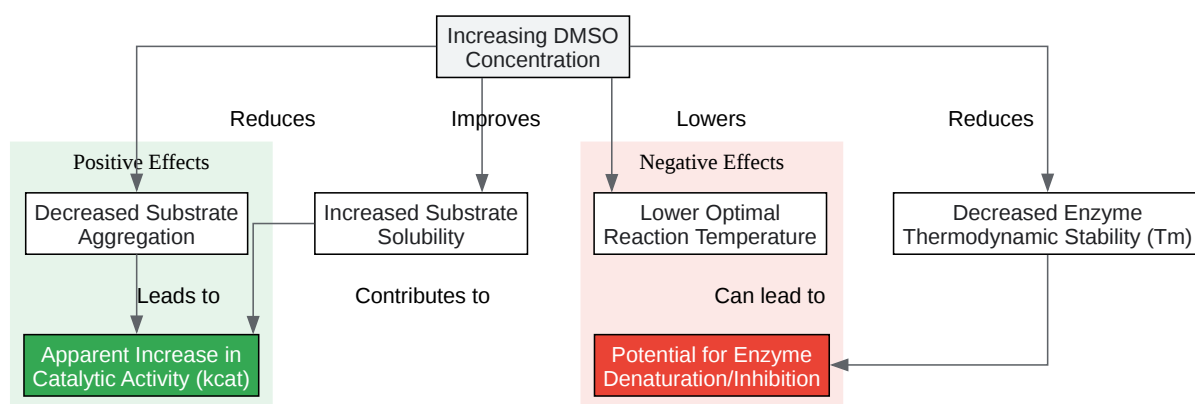 Increasing DMSO
Concentration
Reduces
Improves
Lowers
Reduces
Positive Effects
Negative Effects
Decreased Substrate
Aggregation
Increased Substrate
Solubility
Lower Optimal
Reaction Temperature
Decreased Enzyme
Thermodynamic Stability (Tm)
Leads to
Contributes to
Can lead to
Apparent Increase in
Catalytic Activity (kcat)
Potential for Enzyme
Denaturation/Inhibition